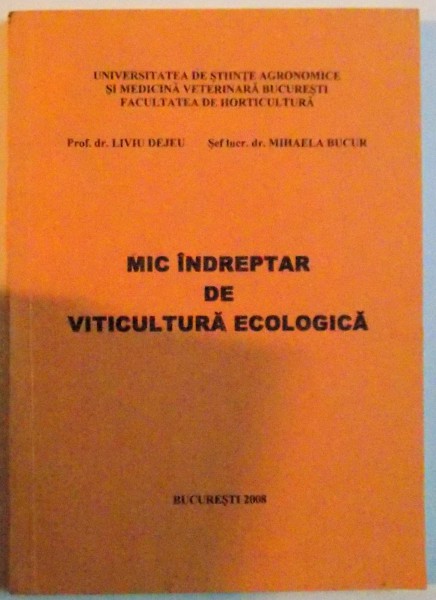 UNIVERSITATEA DE ŞTIINŢE AGRONOMICE
ŞI MEDICINĂ VETERINARĂ BUCUREŞTI
FACULTATEA DE HORTICULTURĂ
Prof. dr. LIVIU DEJEU Şef lucr. dr. MIHAELA BUCUR
MIC ÎNDREPTAR
DE
VITICULTURĂ ECOLOGICĂ
BUCUREŞTI 2008